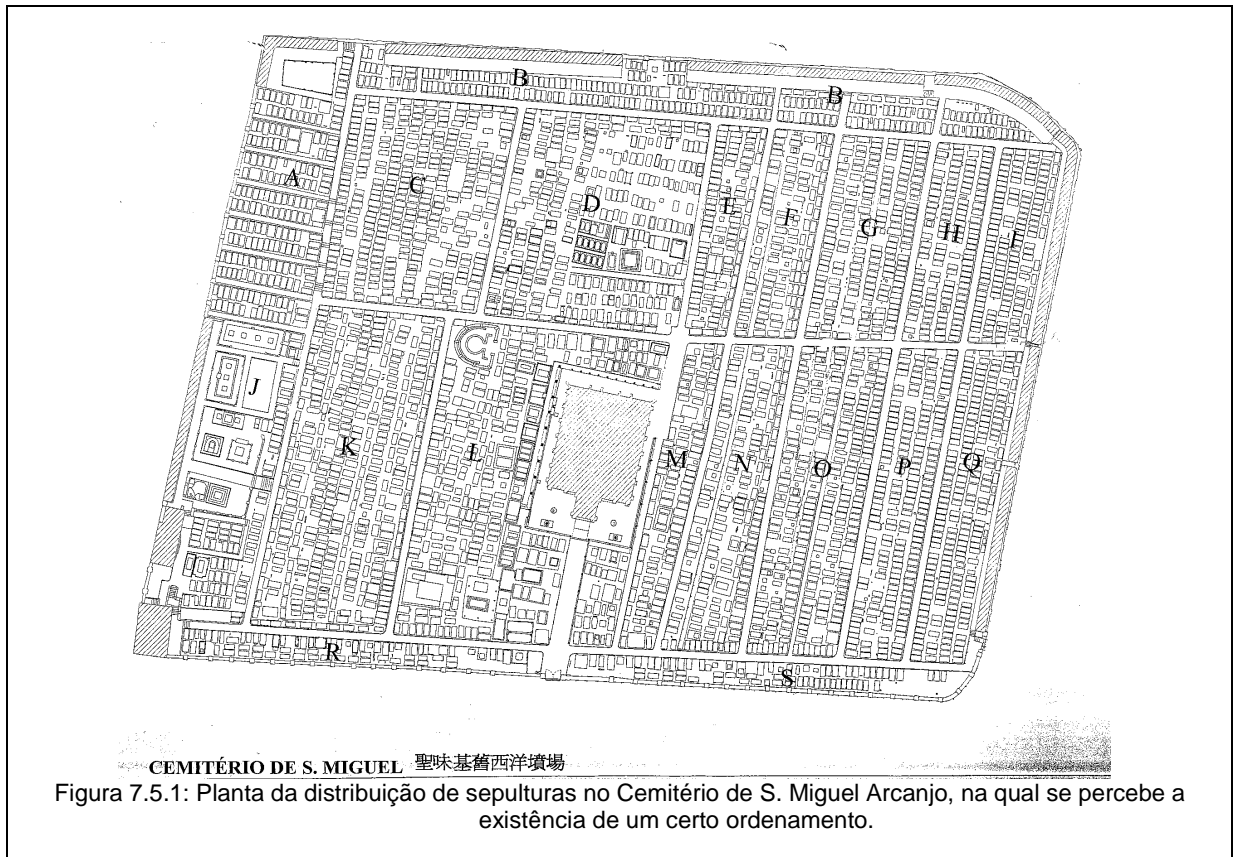 B
B
A
C
D
E
F
G
H
I
J
K
L
M
N
O
P
Q
R
S
CEMITÉRIO DE S. MIGUEL 聖味基舊西洋墳場
Figura 7.5.1: Planta da distribuição de sepulturas no Cemitério de S. Miguel Arcanjo, na qual se percebe a
existência de um certo ordenamento.